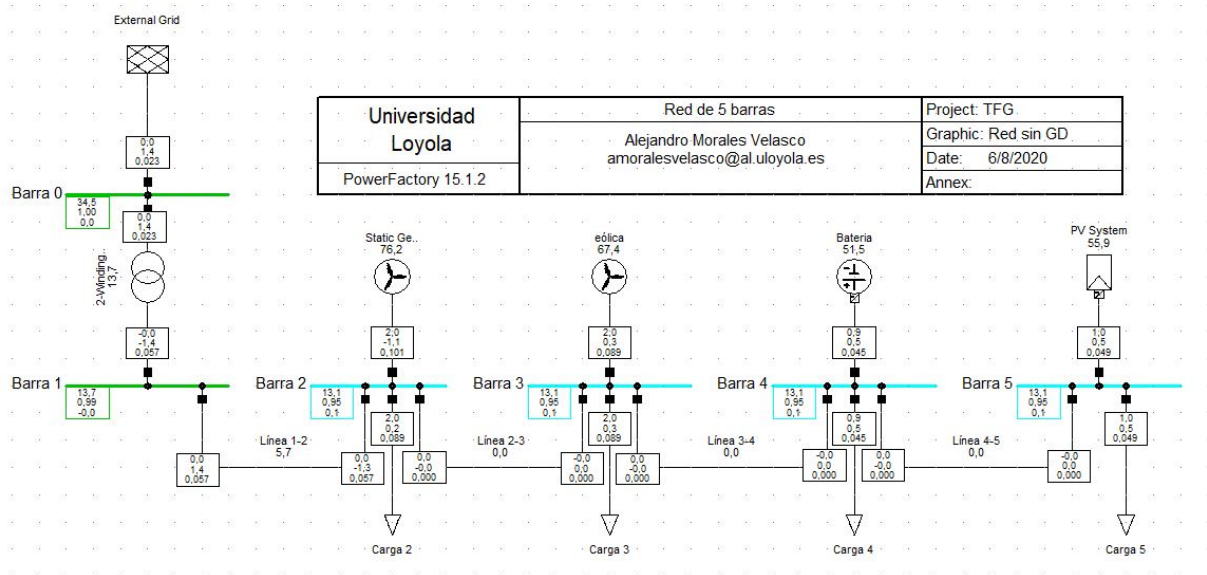 External Grid
0,0
1,4
0,023
Barra 0
34,5
1,00
0,0
0,0
1,4
0,023
2-Winding..
13,7
-0,0
-1,4
0,057
Barra 1
13,7
0,99
-0,0
0,0
1,4
0,057
Universidad
Loyola
PowerFactory 15.1.2
Red de 5 barras
Alejandro Morales Velasco
amoralesvelasco@al.uloyola.es
Project: TFG
Graphic: Red sin GD
Date: 6/8/2020
Annex:
Línea 1-2
5,7
Static Ge..
76,2
2,0
-1,1
0,101
Barra 2
13,1
0,95
0,1
0,0
-1,3
0,057
2,0
0,2
0,089
0,0
-0,0
0,000
Carga 2
Línea 2-3
0,0
eólica
67,4
2,0
0,3
0,089
Barra 3
13,1
0,95
0,1
-0,0
0,0
0,000
2,0
0,3
0,089
0,0
-0,0
0,000
Carga 3
Línea 3-4
0,0
Bateria
51,5
0,9
0,5
0,045
Barra 4
13,1
0,95
0,1
-0,0
0,0
0,000
0,9
0,5
0,045
0,0
-0,0
0,000
Carga 4
Línea 4-5
0,0
PV System
55,9
1,0
0,5
0,049
Barra 5
13,1
0,95
0,1
-0,0
0,0
0,000
1,0
0,5
0,049
Carga 5